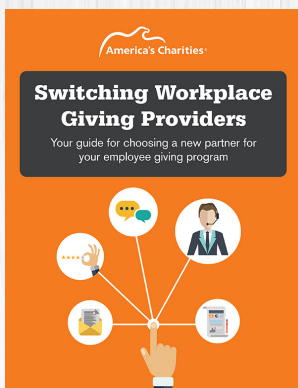 America's Charities
Switching Workplace
Giving Providers
Your guide for choosing a new partner for
your employee giving program